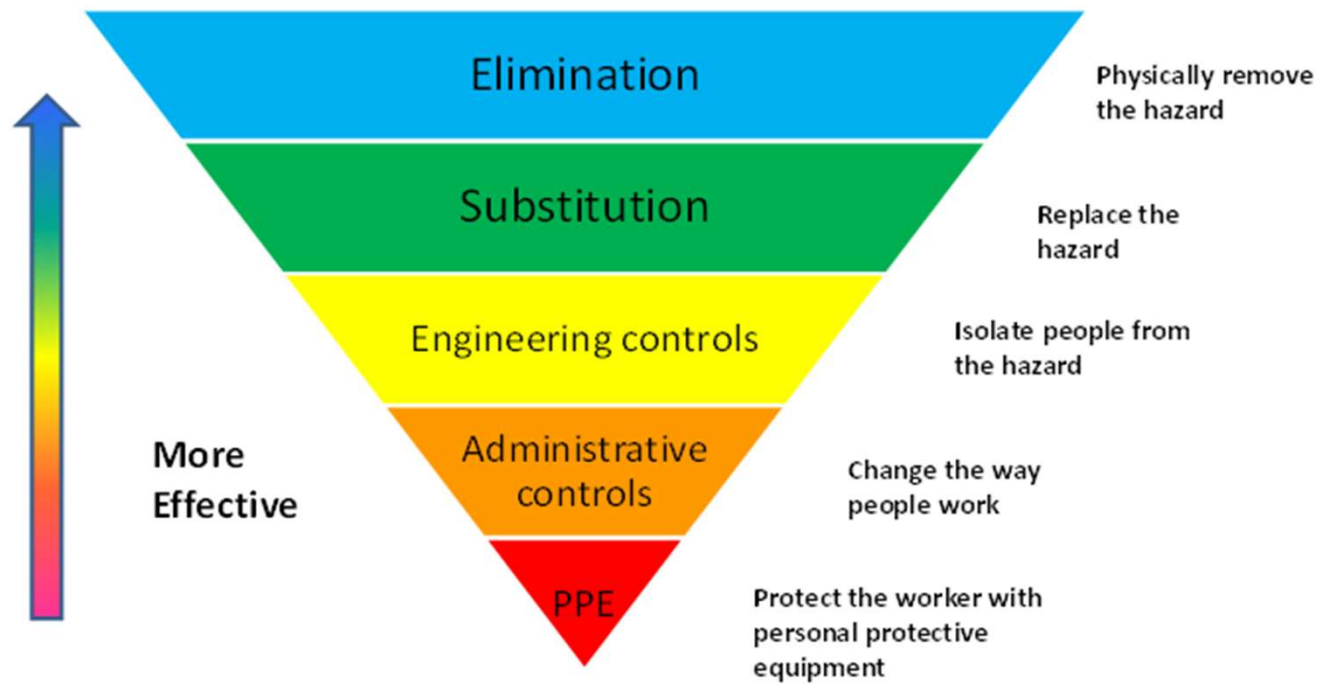 Elimination
Physically remove
the hazard
Substitution
Replace the
hazard
Engineering controls
Isolate people from
the hazard
Administrative
controls
Change the way
people work
More
Effective
PPE
Protect the worker with
personal protective
equipment